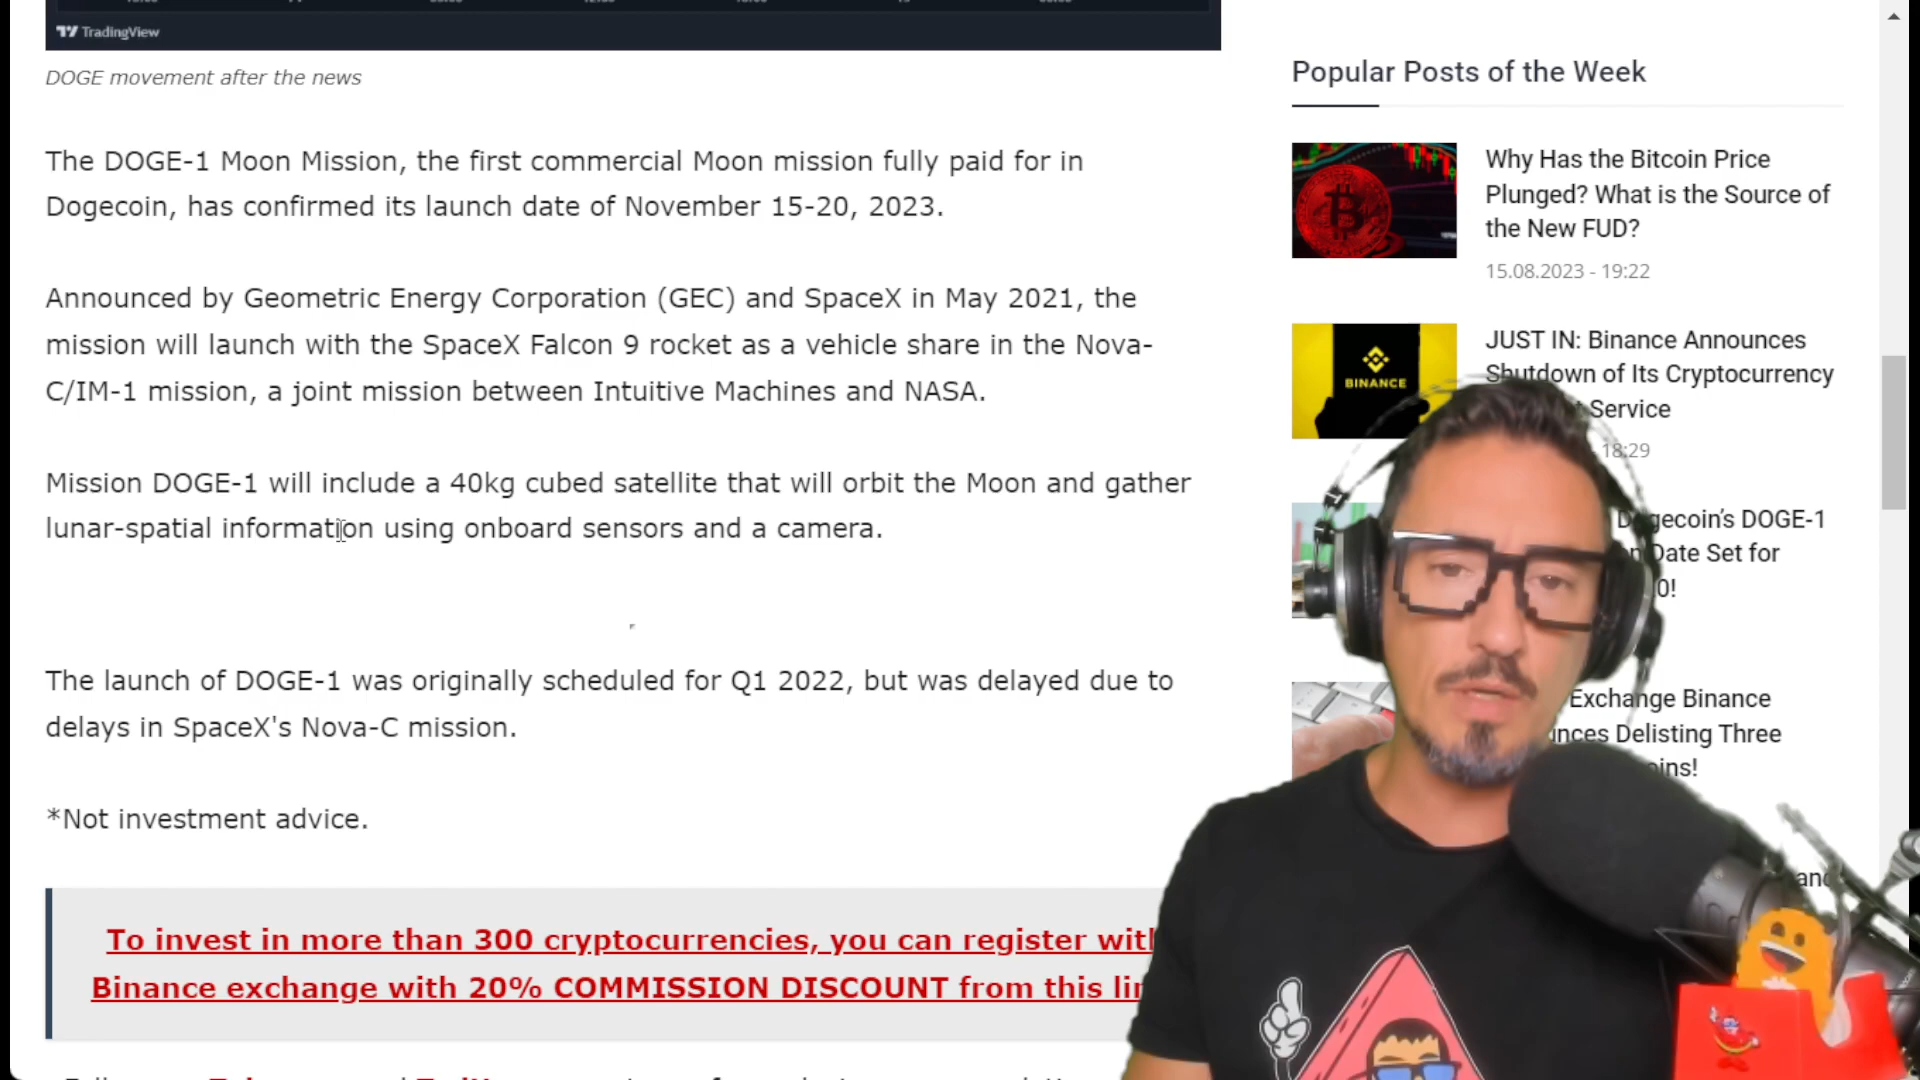 TradingView
DOGE movement after the news
The DOGE-1 Moon Mission, the first commercial Moon mission fully paid for in
Dogecoin, has confirmed its launch date of November 15-20, 2023.
Announced by Geometric Energy Corporation (GEC) and SpaceX in May 2021, the
mission will launch with the SpaceX Falcon 9 rocket as a vehicle share in the Nova-
C/IM-1 mission, a joint mission between Intuitive Machines and NASA.
Mission DOGE-1 will include a 40kg cubed satellite that will orbit the Moon and gather
lunar-spatial information using onboard sensors and a camera.
The launch of DOGE-1 was originally scheduled for Q1 2022, but was delayed due to
delays in SpaceX's Nova-C mission.
*Not investment advice.
To invest in more than 300 cryptocurrencies, you can register
Binance exchange with 20% COMMISSION DISCOUNT from this
Popular Posts of the Week
Why Has the Bitcoin Price
Plunged? What is the Source of
the New FUD?
15.08.2023 - 19:22
BINANCE
JUST IN: Binance Announces
Shutdown of Its Cryptocurrency
Service
18:29
DOGE-1
Date Set for
Exchange Binance
Delisting Three